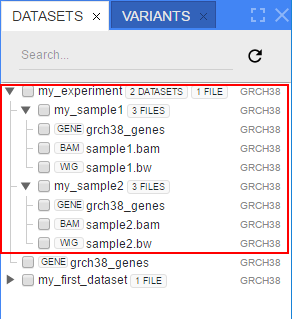 DATASETS × VARIANTS ×
Search...
my_experiment 2 DATASETS 1 FILE GRCH38
my_sample1 3 FILES GRCH38
GENE grch38_genes GRCH38
BAM sample1.bam GRCH38
WIG sample1.bw GRCH38
my_sample2 3 FILES GRCH38
GENE grch38_genes GRCH38
BAM sample2.bam GRCH38
WIG sample2.bw GRCH38
GENE grch38_genes GRCH38
my_first_dataset 1 FILE GRCH38